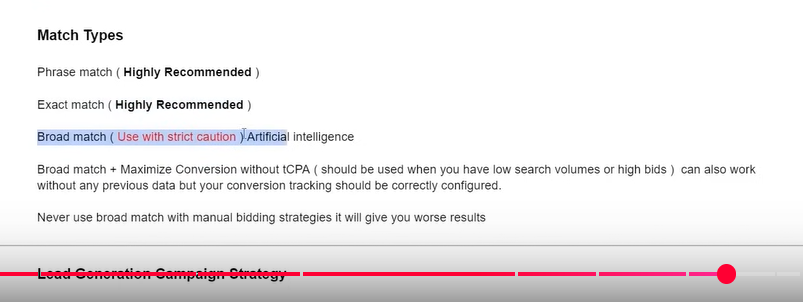 Match Types
Phrase match ( Highly Recommended )
Exact match ( Highly Recommended )
Broad match ( Use with strict caution ) Artificial intelligence
Broad match + Maximize Conversion without tCPA ( should be used when you have low search volumes or high bids )  can also work
without any previous data but your conversion tracking should be correctly configured.
Never use broad match with manual bidding strategies it will give you worse results
Lead Generation Campaign Strategy